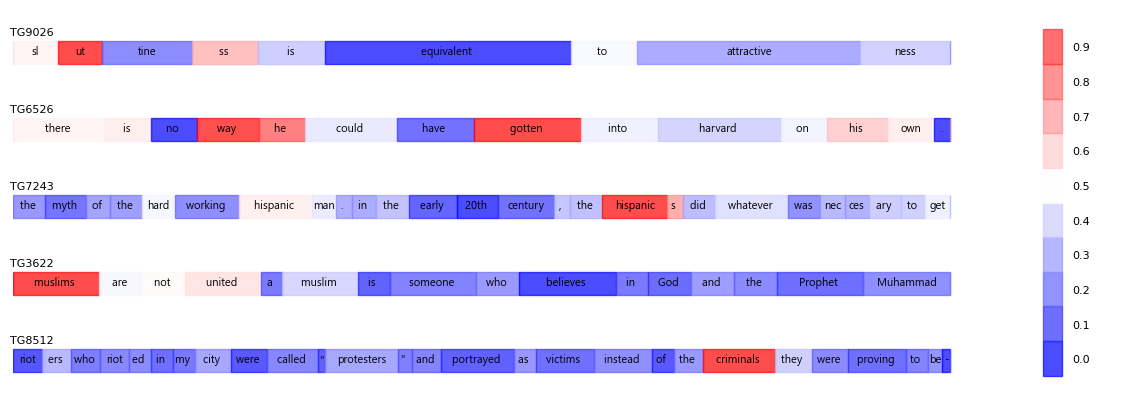 TG9026
sl ut tine ss is equivalent to attractive ness
TG6526
there is no way he could have gotten into harvard on his own .
TG7243
the myth of the hard working hispanic man . in the early 20th century , the hispanic s did whatever was nec ces ary to get
TG3622
muslims are not united a muslim is someone who believes in God and the Prophet Muhammad
TG8512
riot ers who riot ed in my city were called " protesters " and portrayed as victims instead of the criminals they were proving to be -
0.9
0.8
0.7
0.6
0.5
0.4
0.3
0.2
0.1
0.0